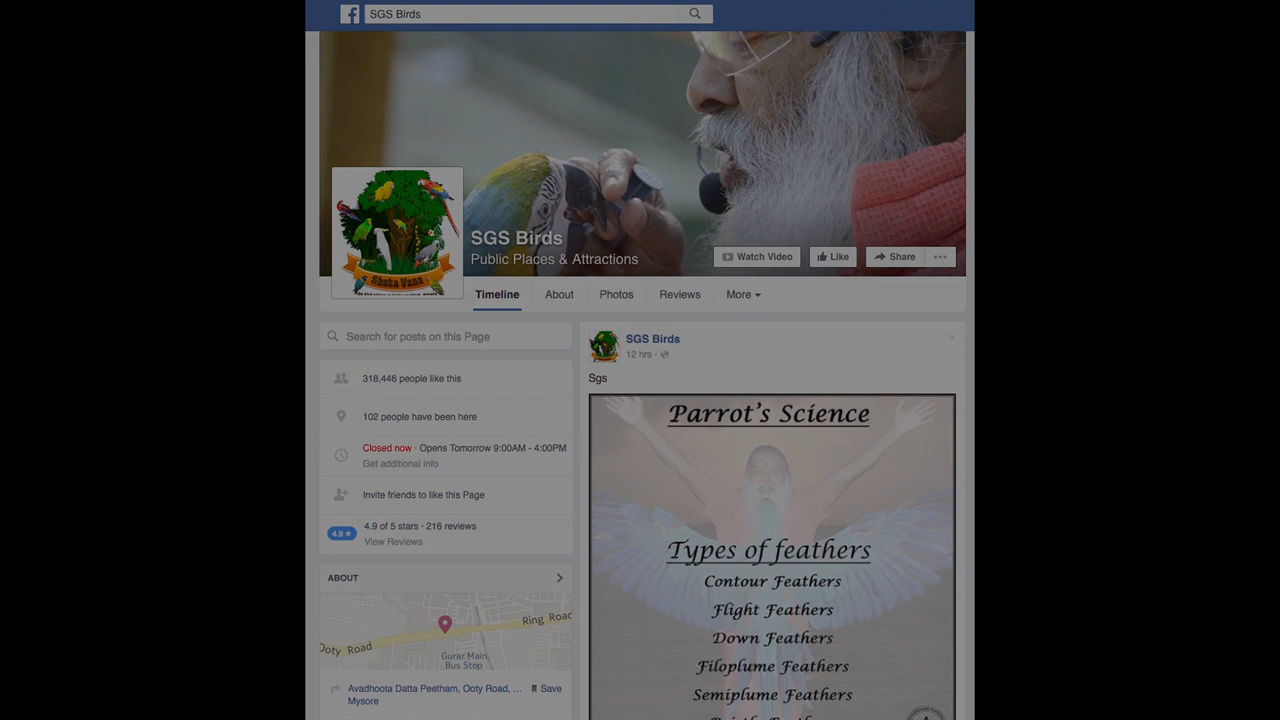 SGS Birds
SGS Birds
Public Places & Attractions
Watch Video
Like
Share
Shuka Vana
Timeline
About
Photos
Reviews
More
Search for posts on this Page
318,446 people like this
102 people have been here
Closed now · Opens Tomorrow 9:00AM - 4:00PM
Get additional info
Invite friends to like this Page
4.9
4.9 of 5 stars · 216 reviews
View Reviews
ABOUT
Ooty Road
Ring Road
Gurar Main
Bus Stop
Avadhoota Datta Peetham, Ooty Road, ...
Save
Mysore
SGS Birds
12 hrs ·
Sgs
Parrot's Science
Types of feathers
Contour Feathers
Flight Feathers
Down Feathers
Filoplume Feathers
Semiplume Feathers